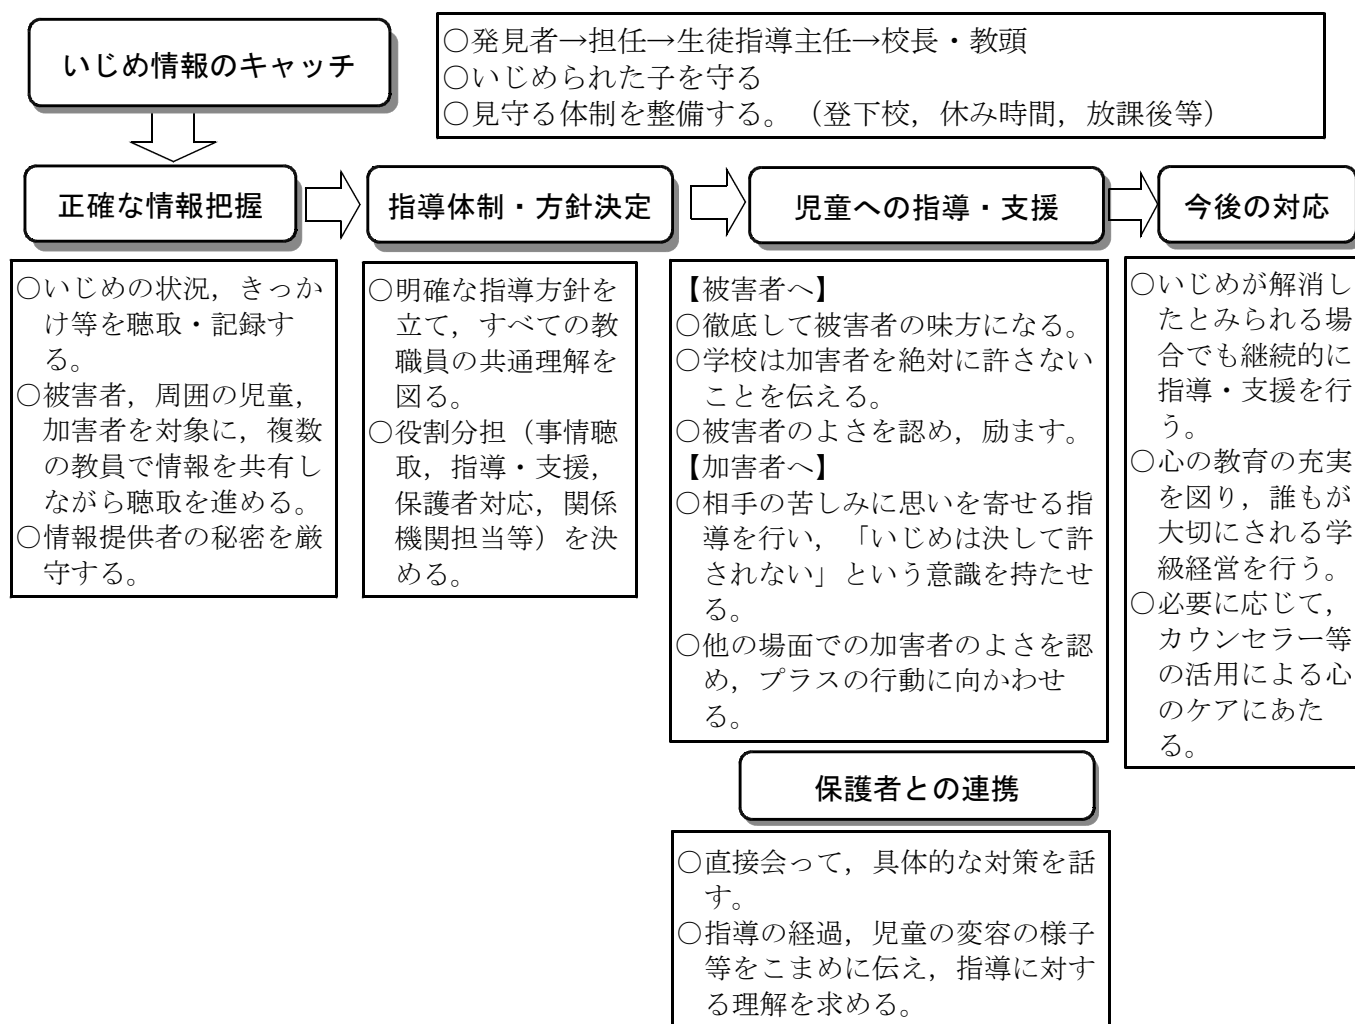 いじめ情報のキャッチ
○発見者→担任→生徒指導主任→校長・教頭
○いじめられた子を守る
○見守る体制を整備する。（登下校，休み時間，放課後等）
正確な情報把握
指導体制・方針決定
児童への指導・支援
今後の対応
○いじめの状況，きっか
け等を聴取・記録す
る。
○被害者，周囲の児童，
加害者を対象に，複数
の教員で情報を共有し
ながら聴取を進める。
○情報提供者の秘密を厳
守する。
○明確な指導方針を
立て，すべての教
職員の共通理解を
図る。
○役割分担（事情聴
取，指導・支援，
保護者対応，関係
機関担当等）を決
める。
【被害者へ】
○徹底して被害者の味方になる。
○学校は加害者を絶対に許さない
ことを伝える。
○被害者のよさを認め，励ます。
【加害者へ】
○相手の苦しみに思いを寄せる指
導を行い，「いじめは決して許
されない」という意識を持たせ
る。
○他の場面での加害者のよさを認
め，プラスの行動に向かわせ
る。
○いじめが解消し
たとみられる場
合でも継続的に
指導・支援を行
う。
○心の教育の充実
を図り，誰もが
大切にされる学
級経営を行う。
○必要に応じて，
カウンセラー等
の活用による心
のケアにあた
る。
保護者との連携
○直接会って，具体的な対策を話
す。
○指導の経過，児童の変容の様子
等をこまめに伝え，指導に対す
る理解を求める。